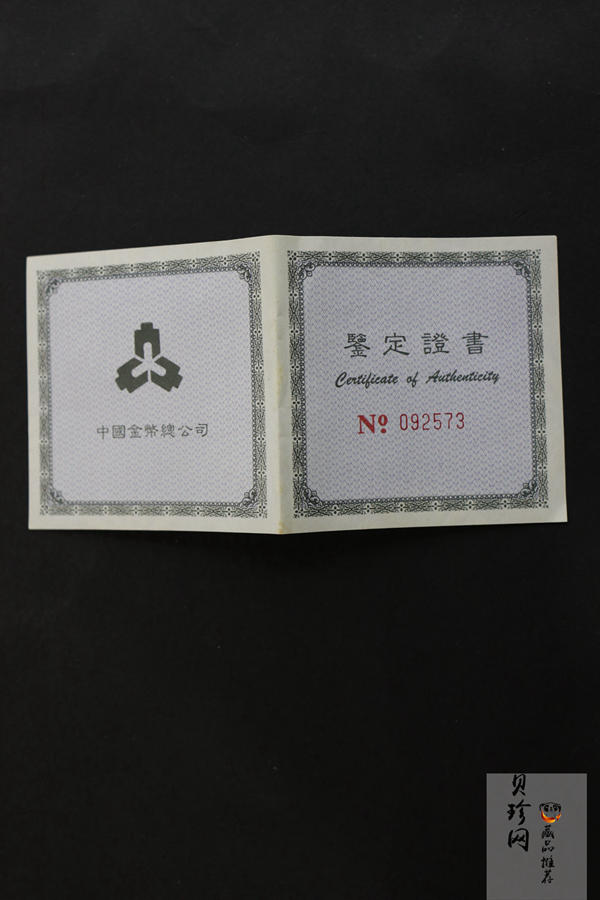 中國金幣總公司
鑒定證書
Certificate of Authenticity
Nº 092573
贝珍网
藏品推荐